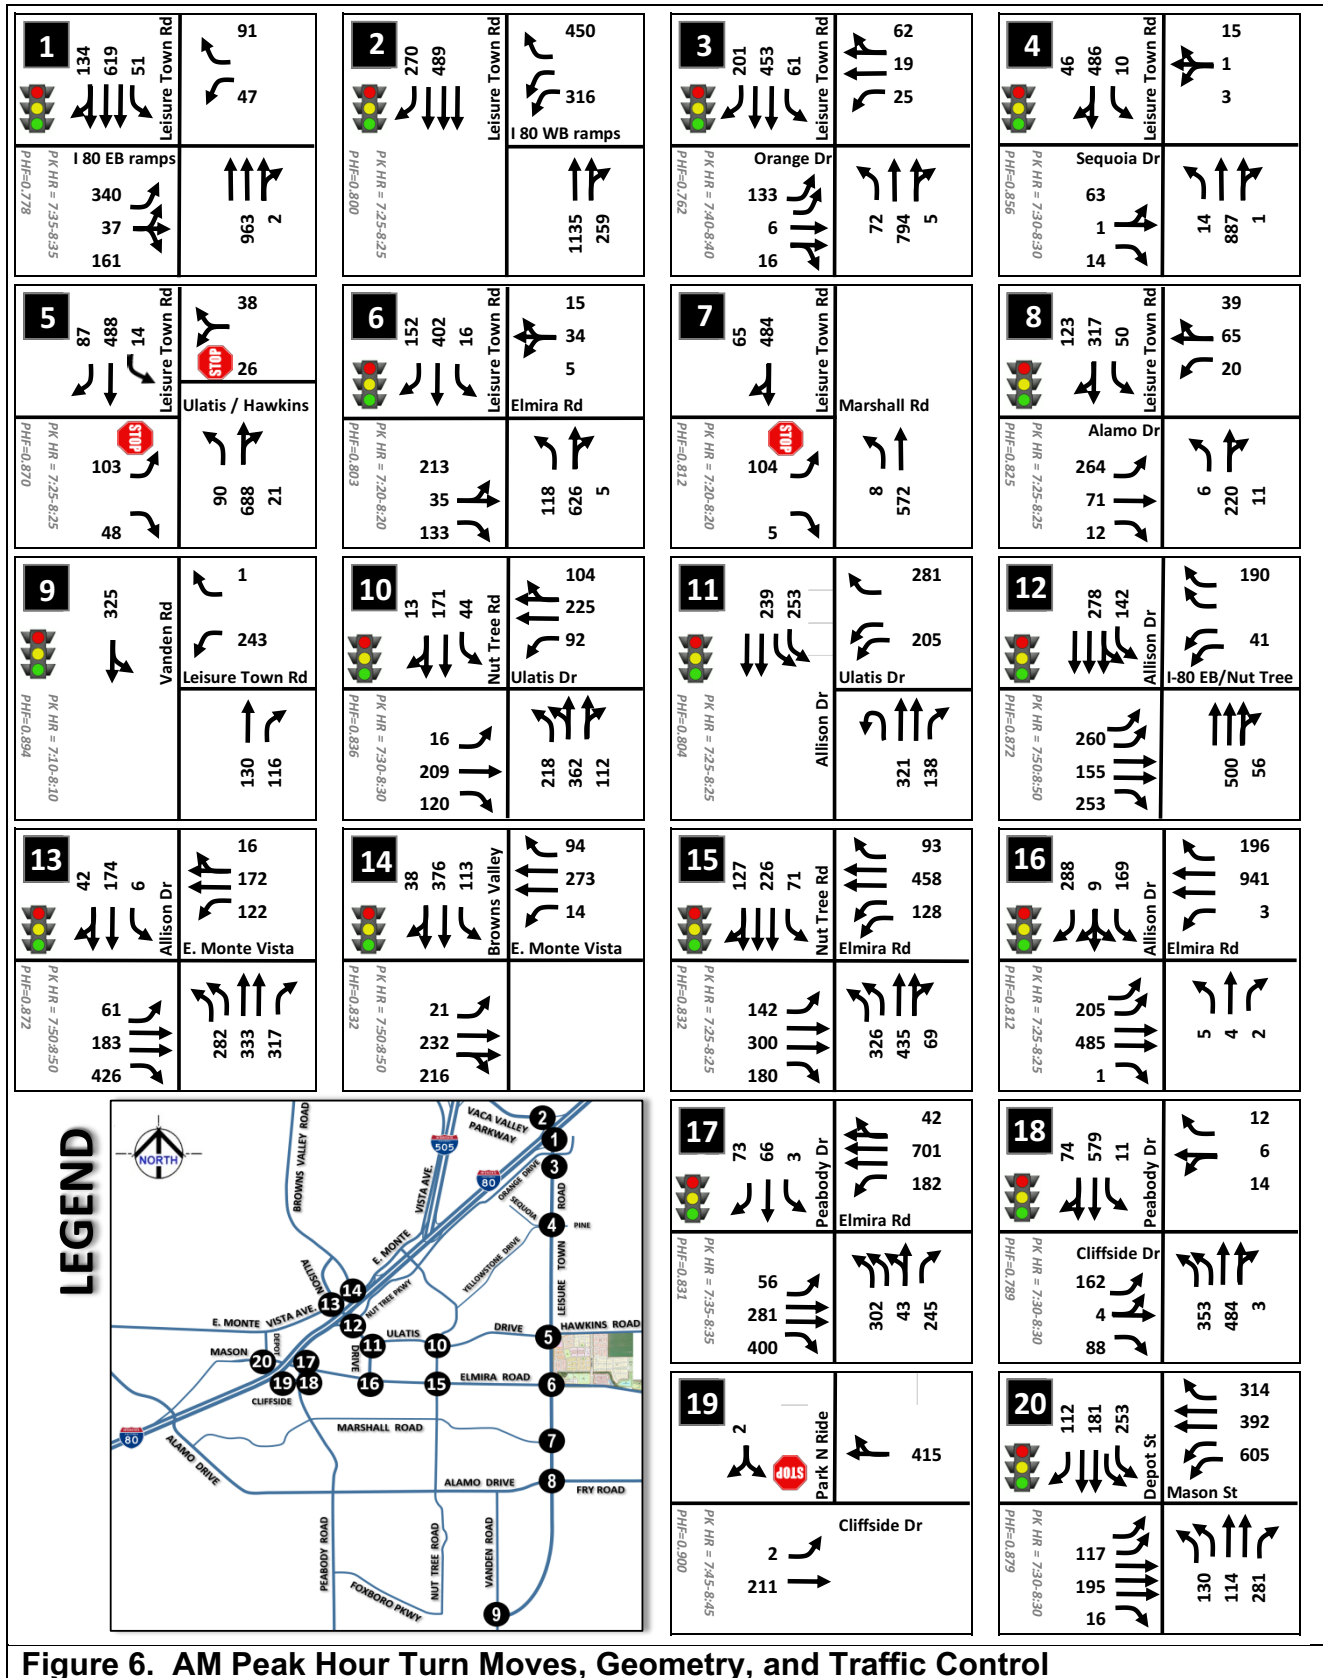 1
134 619 51
Leisure Town Rd
91
47
I 80 EB ramps
340
37
161
963 2
PK HR = 7:35-8:35
PHF=0.778
2
270 489
Leisure Town Rd
450
316
I 80 WB ramps
1135 259
PK HR = 7:25-8:25
PHF=0.800
3
201 453 61
Leisure Town Rd
62
19
25
Orange Dr
133
6
16
72 794 5
PK HR = 7:40-8:40
PHF=0.762
4
46 486 10
Leisure Town Rd
15
1
3
Sequoia Dr
63
1
14
14 887 1
PK HR = 7:30-8:30
PHF=0.856
5
87 488 14
Leisure Town Rd
38
STOP
26
Ulatis / Hawkins
STOP
103
48
90 688 21
PK HR = 7:25-8:25
PHF=0.870
6
152 402 16
Leisure Town Rd
15
34
5
Elmira Rd
213
35
133
118 626 5
PK HR = 7:20-8:20
PHF=0.803
7
65 484
Leisure Town Rd
Marshall Rd
STOP
104
5
8 572
PK HR = 7:20-8:20
PHF=0.812
8
123 317 50
Leisure Town Rd
39
65
20
Alamo Dr
264
71
12
6 220 11
PK HR = 7:25-8:25
PHF=0.825
9
325
Vanden Rd
1
243
Leisure Town Rd
130 116
PK HR = 7:10-8:10
PHF=0.894
10
13 171 44
Nut Tree Rd
104
225
92
Ulatis Dr
16
209
120
218 362 112
PK HR = 7:30-8:30
PHF=0.836
11
239 253
Allison Dr
281
205
Ulatis Dr
321 138
PK HR = 7:25-8:25
PHF=0.804
12
278 142
Allison Dr
190
41
I-80 EB/Nut Tree
260
155
253
500 56
PK HR = 7:50:8:50
PHF=0.872
13
42 174 6
Allison Dr
16
172
122
E. Monte Vista
61
183
426
282 333 317
PK HR = 7:50:8:50
PHF=0.872
14
38 376 113
Browns Valley
94
273
14
E. Monte Vista
21
232
216
PK HR = 7:50:8:50
PHF=0.832
15
127 226 71
Nut Tree Rd
93
458
128
Elmira Rd
142
300
180
326 435 69
PK HR = 7:25-8:25
PHF=0.832
16
288 9 169
Allison Dr
196
941
3
Elmira Rd
205
485
1
5 4 2
PK HR = 7:25-8:25
PHF=0.812
LEGEND
NORTH
BROWNS VALLEY ROAD
VACA VALLEY
PARKWAY
505
80
VISTA AVE.
E. MONTE
ORANGE DRIVE
SEQUOIA
ROAD
PINE
YELLOWSTONE DRIVE
LEISURE TOWN
ALLISON
NUT TREE PKWY
E. MONTE VISTA AVE.
DEPOT
MASON
ULATIS
DRIVE
HAWKINS ROAD
DRIVE
ELMIRA ROAD
CLIFFSIDE
MARSHALL ROAD
80
ALAMO DRIVE
ALAMO DRIVE
FRY ROAD
PEABODY ROAD
NUT TREE ROAD
VANDEN ROAD
FOXBORO PKWY
2
1
3
4
14
13
12
11
10
5
20
17
19
18
16
15
6
7
8
9
17
73 66 3
Peabody Dr
42
701
182
Elmira Rd
56
281
400
302 43 245
PK HR = 7:35-8:35
PHF=0.831
18
74 579 11
Peabody Dr
12
6
14
Cliffside Dr
162
4
88
353 484 3
PK HR = 7:30-8:30
PHF=0.789
19
2
STOP
Park N Ride
415
Cliffside Dr
2
211
PK HR = 7:45-8:45
PHF=0.900
20
112 181 253
Depot St
314
392
605
Mason St
117
195
16
130 114 281
PK HR = 7:30-8:30
PHF=0.879
Figure 6. AM Peak Hour Turn Moves, Geometry, and Traffic Control